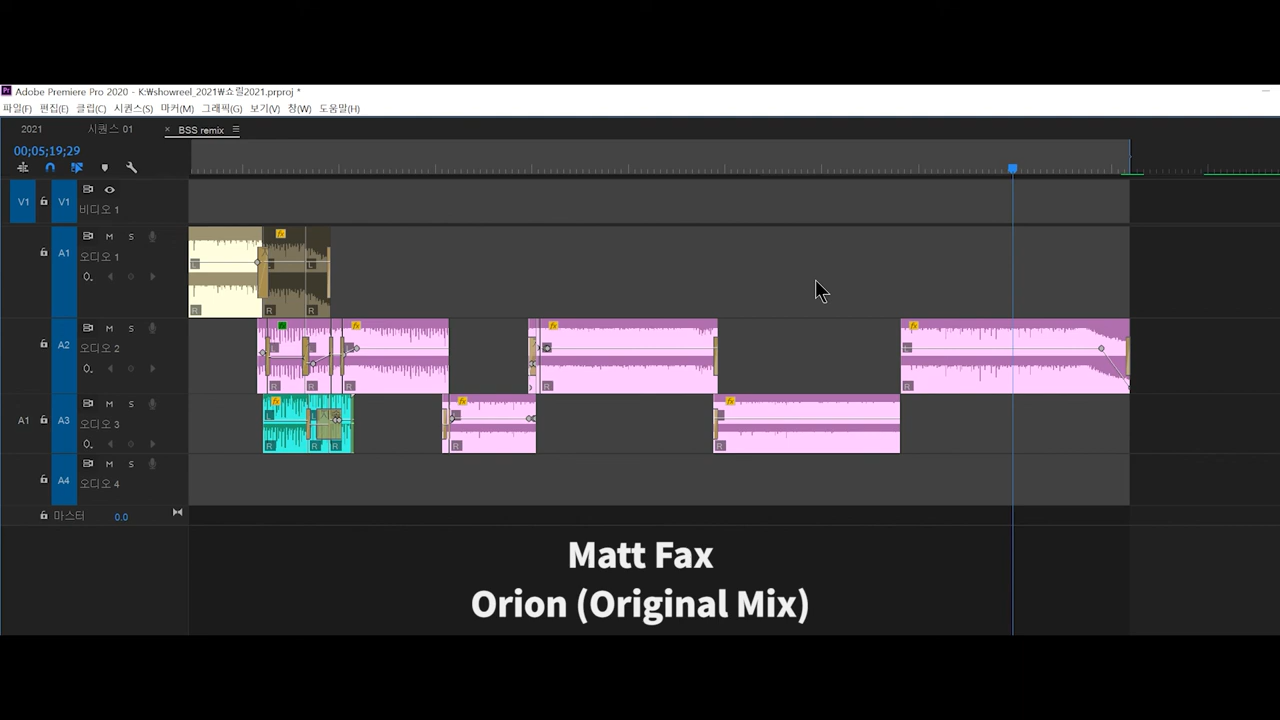 Adobe Premiere Pro 2020 - K:₩showreel_2021₩쇼릴2021.prproj *
파일(F) 편집(E) 클립(C) 시퀀스(S) 마커(M) 그래픽(G) 보기(V) 창(W) 도움말(H)
2021 시퀀스 01 × BSS remix
00;05;19;29
V1 V1
비디오 1
A1 M S
오디오 1
0.
A2 M S
오디오 2
0.
A1 A3 M S
오디오 3
0.
A4 M S
오디오 4
마스터 0.0
Matt Fax
Orion (Original Mix)